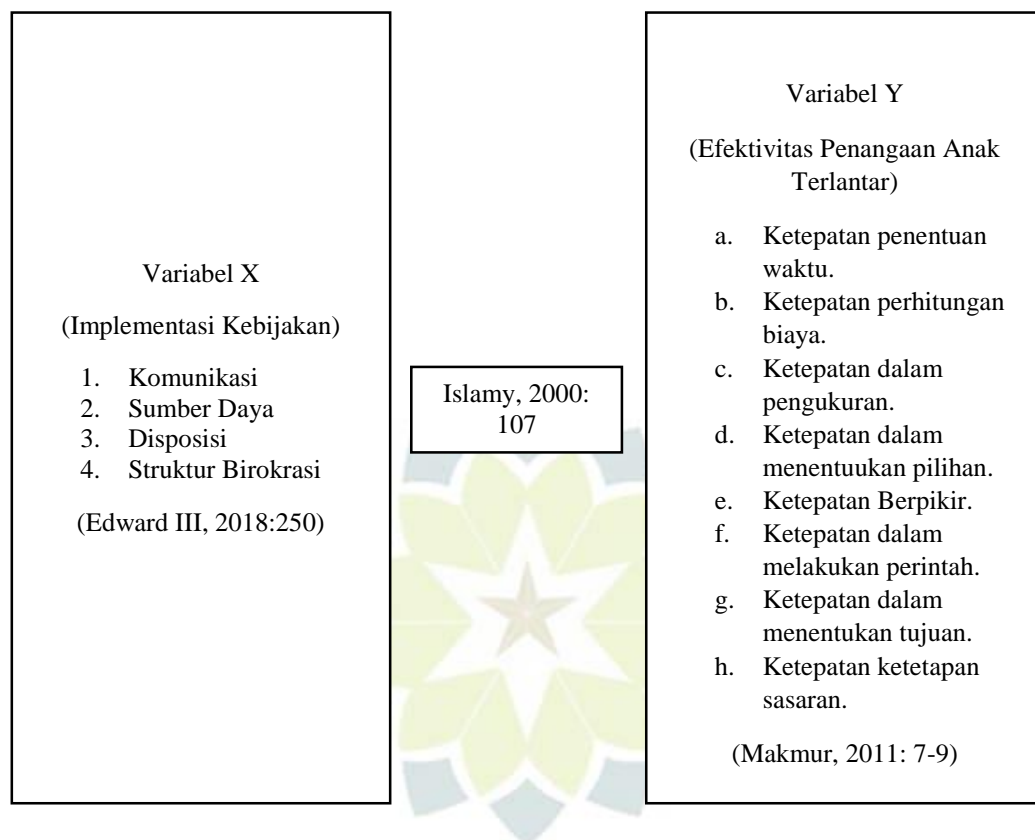 Variabel X
(Implementasi Kebijakan)
1. Komunikasi
2. Sumber Daya
3. Disposisi
4. Struktur Birokrasi
(Edward III, 2018:250)
Islamy, 2000:
107
Variabel Y
(Efektivitas Penangaan Anak
Terlantar)
a. Ketepatan penentuan
waktu.
b. Ketepatan perhitungan
biaya.
c. Ketepatan dalam
pengukuran.
d. Ketepatan dalam
menentuukan pilihan.
e. Ketepatan Berpikir.
f. Ketepatan dalam
melakukan perintah.
g. Ketepatan dalam
menentukan tujuan.
h. Ketepatan ketetapan
sasaran.
(Makmur, 2011: 7-9)